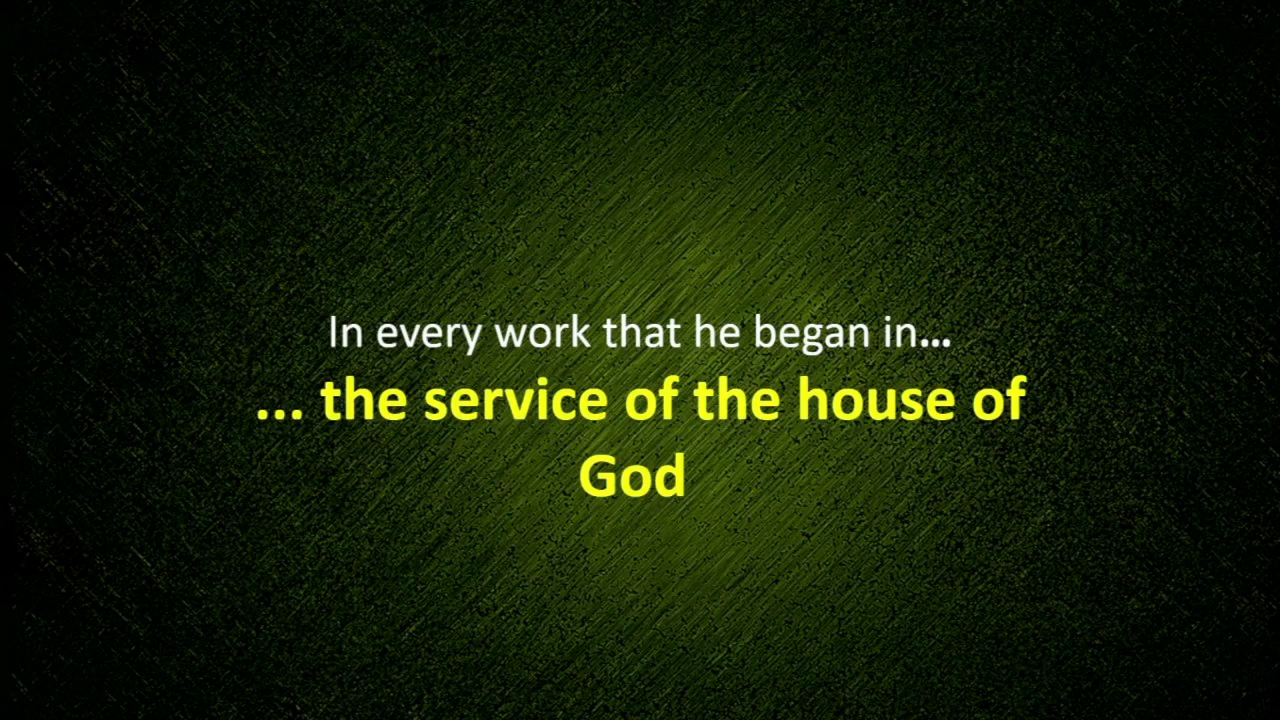 In every work that he began in...
... the service of the house of
God